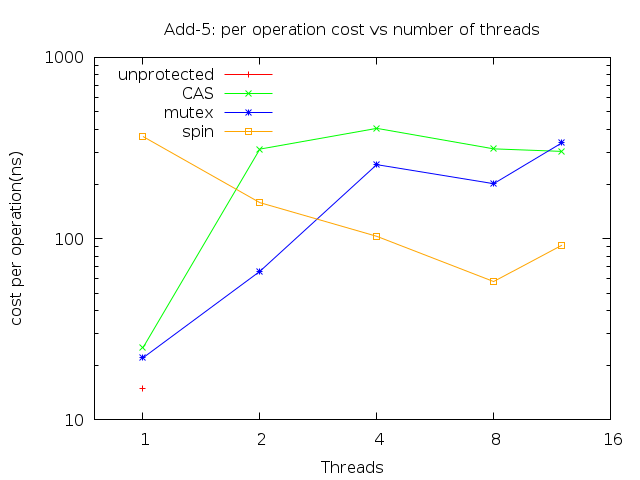 Add-5: per operation cost vs number of threads
1000
unprotected
CAS
mutex
spin
100
cost per operation(ns)
10
1 2 4 8 16
Threads